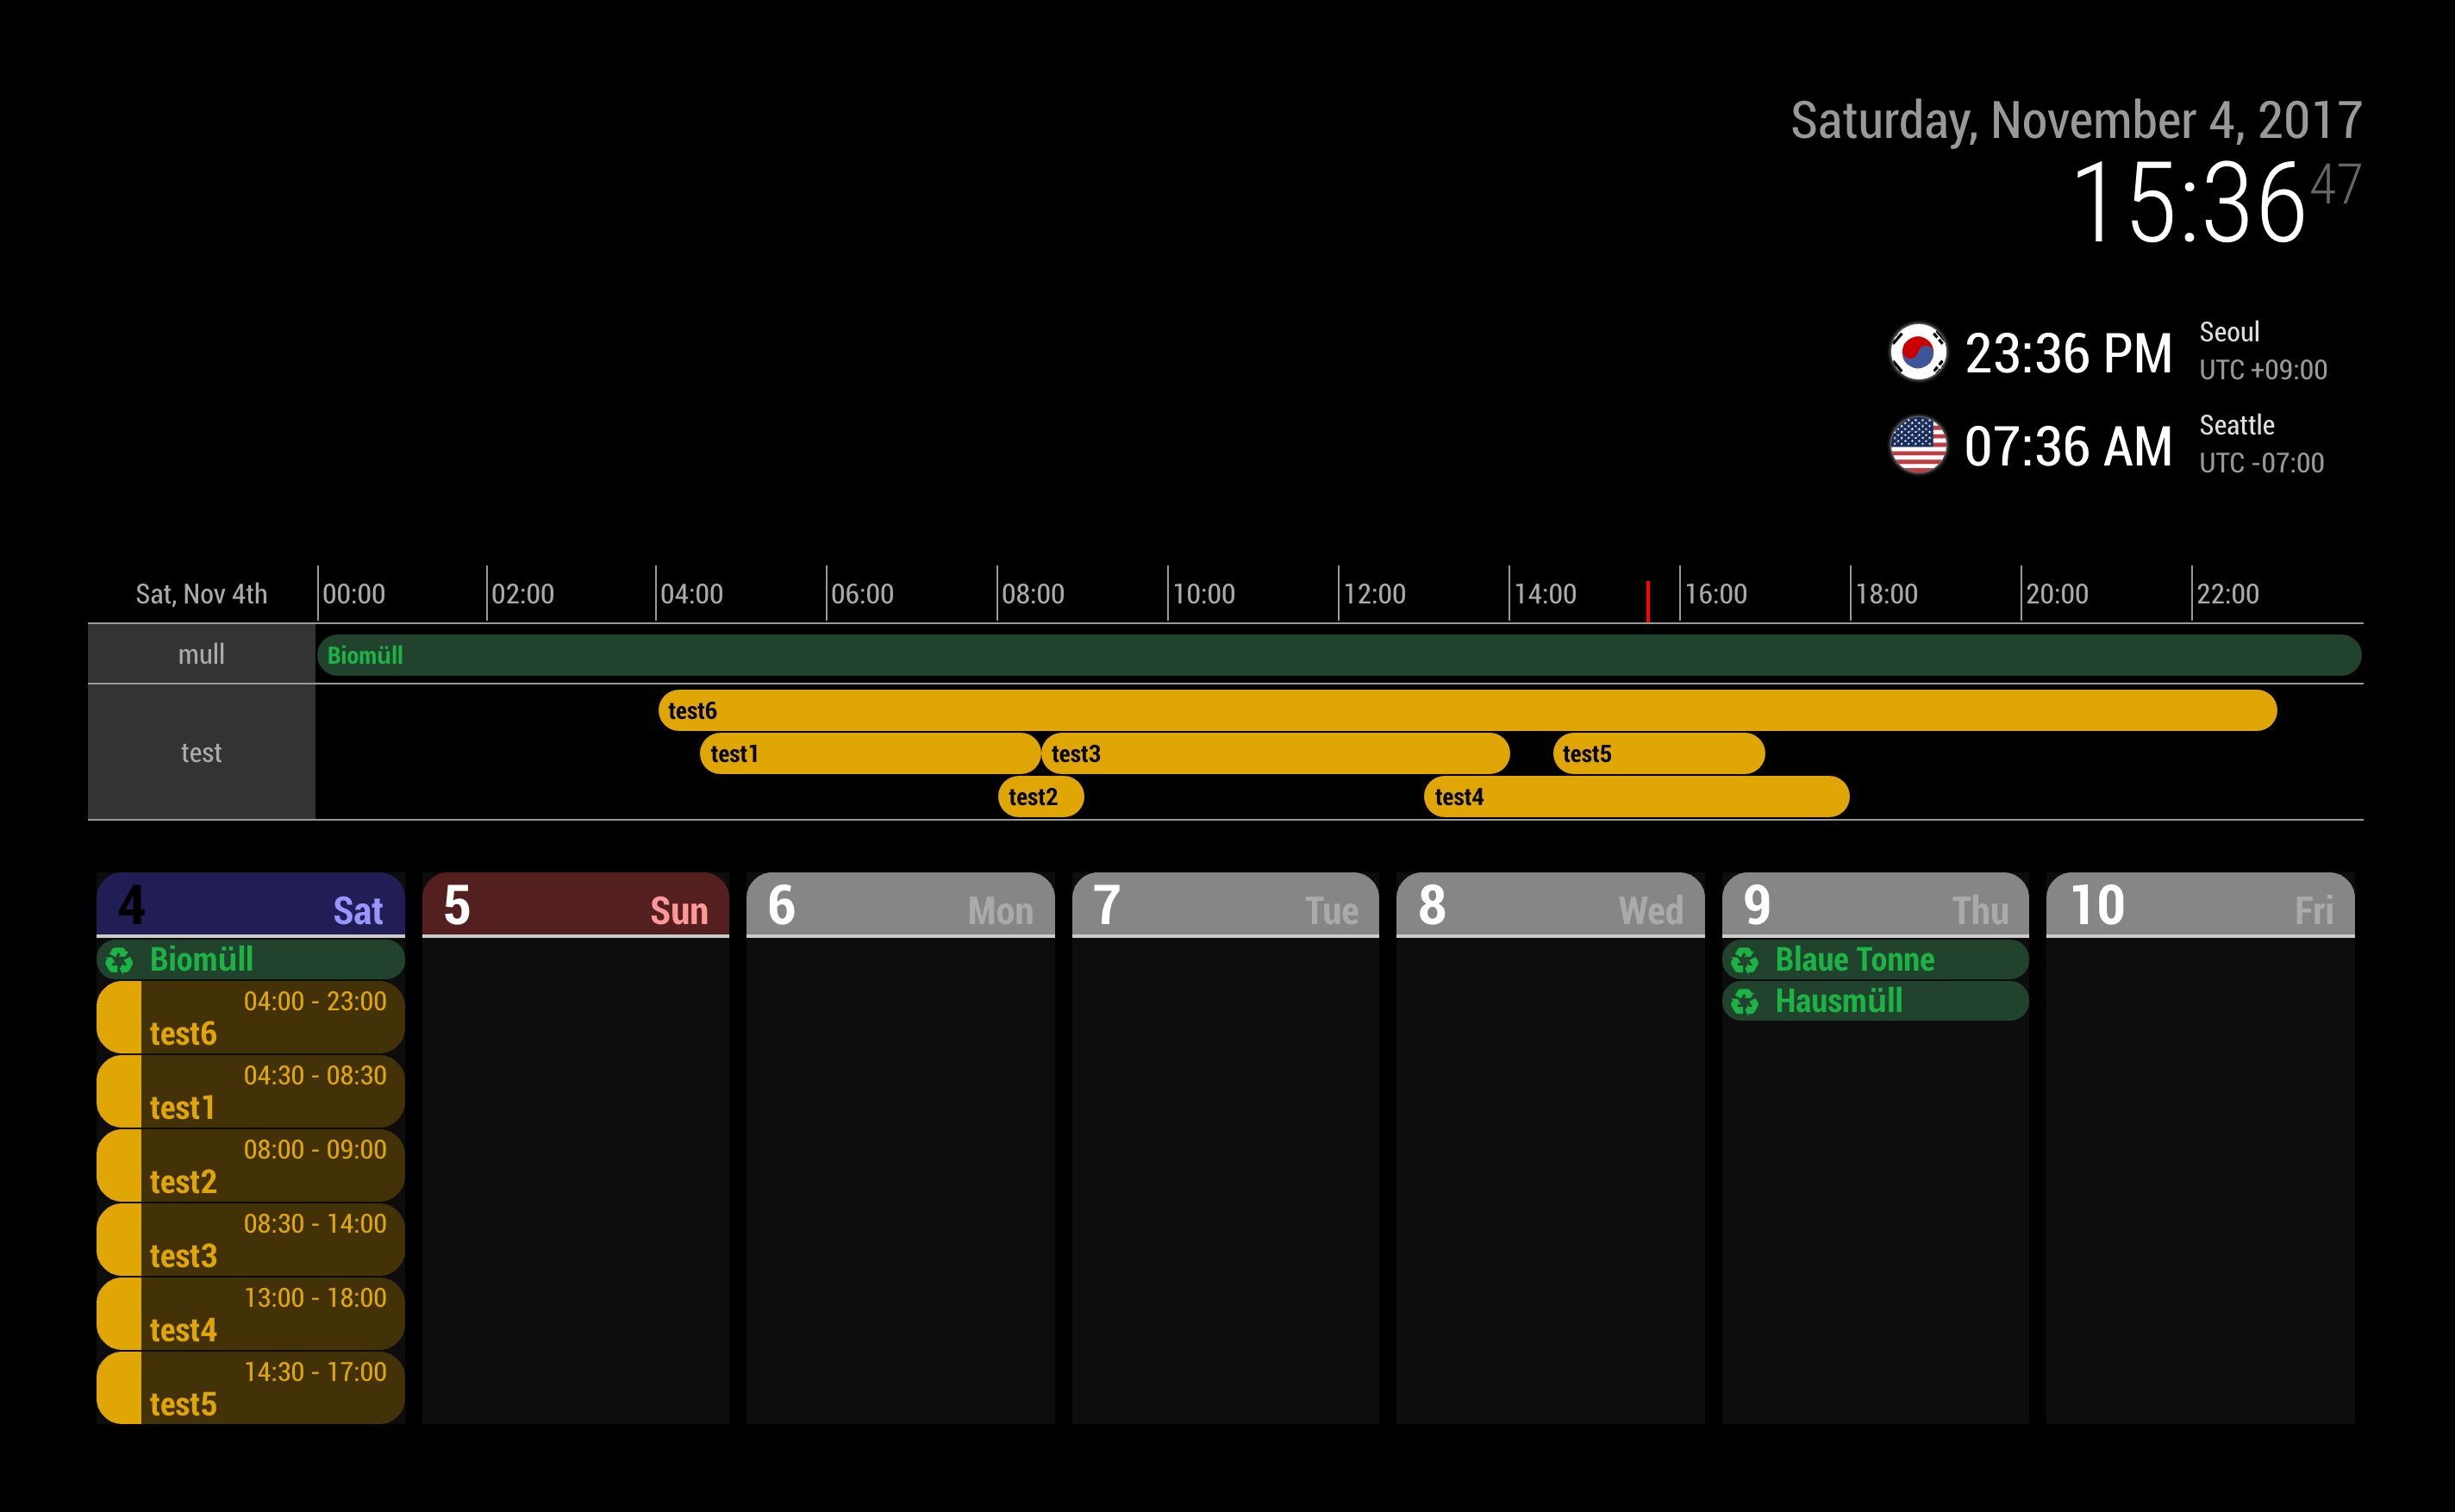 Saturday, November 4, 2017
15:36 47
23:36 PM Seoul
UTC +09:00
07:36 AM Seattle
UTC -07:00
Sat, Nov 4th 00:00 02:00 04:00 06:00 08:00 10:00 12:00 14:00 16:00 18:00 20:00 22:00
mull Biomüll
test6
test test1 test3 test5
test2 test4
4 Sat 5 Sun 6 Mon 7 Tue 8 Wed 9 Thu 10 Fri
Biomüll Blaue Tonne
04:00 - 23:00 Hausmüll
test6
04:30 - 08:30
test1
08:00 - 09:00
test2
08:30 - 14:00
test3
13:00 - 18:00
test4
14:30 - 17:00
test5